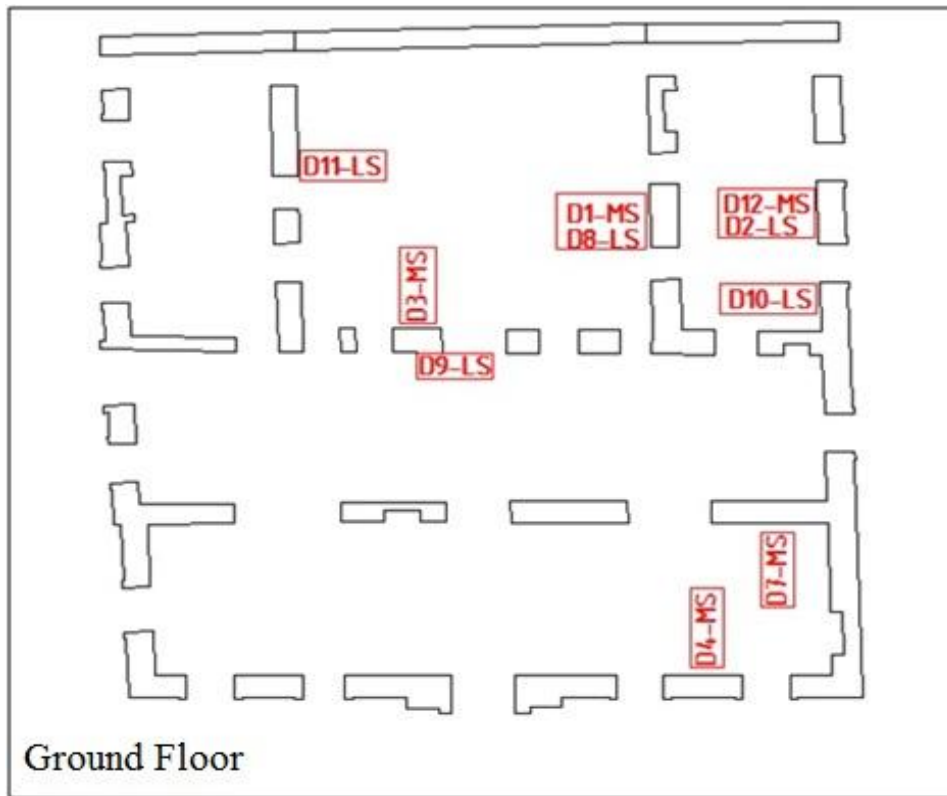 D11-LS
D1-MS
D8-LS
D12-MS
D2-LS
D3-MS
D10-LS
D9-LS
D7-MS
D4-MS
Ground Floor